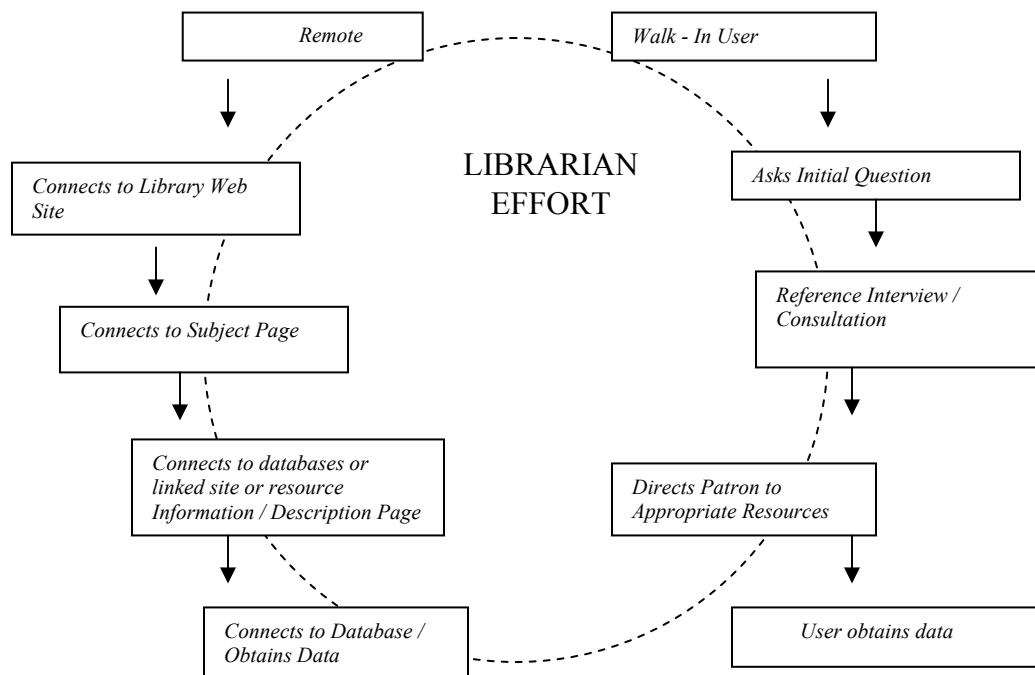 Remote
Walk - In User
LIBRARIAN
EFFORT
Connects to Library Web
Site
Asks Initial Question
Connects to Subject Page
Reference Interview /
Consultation
Connects to databases or
linked site or resource
Information / Description Page
Directs Patron to
Appropriate Resources
Connects to Database /
Obtains Data
User obtains data